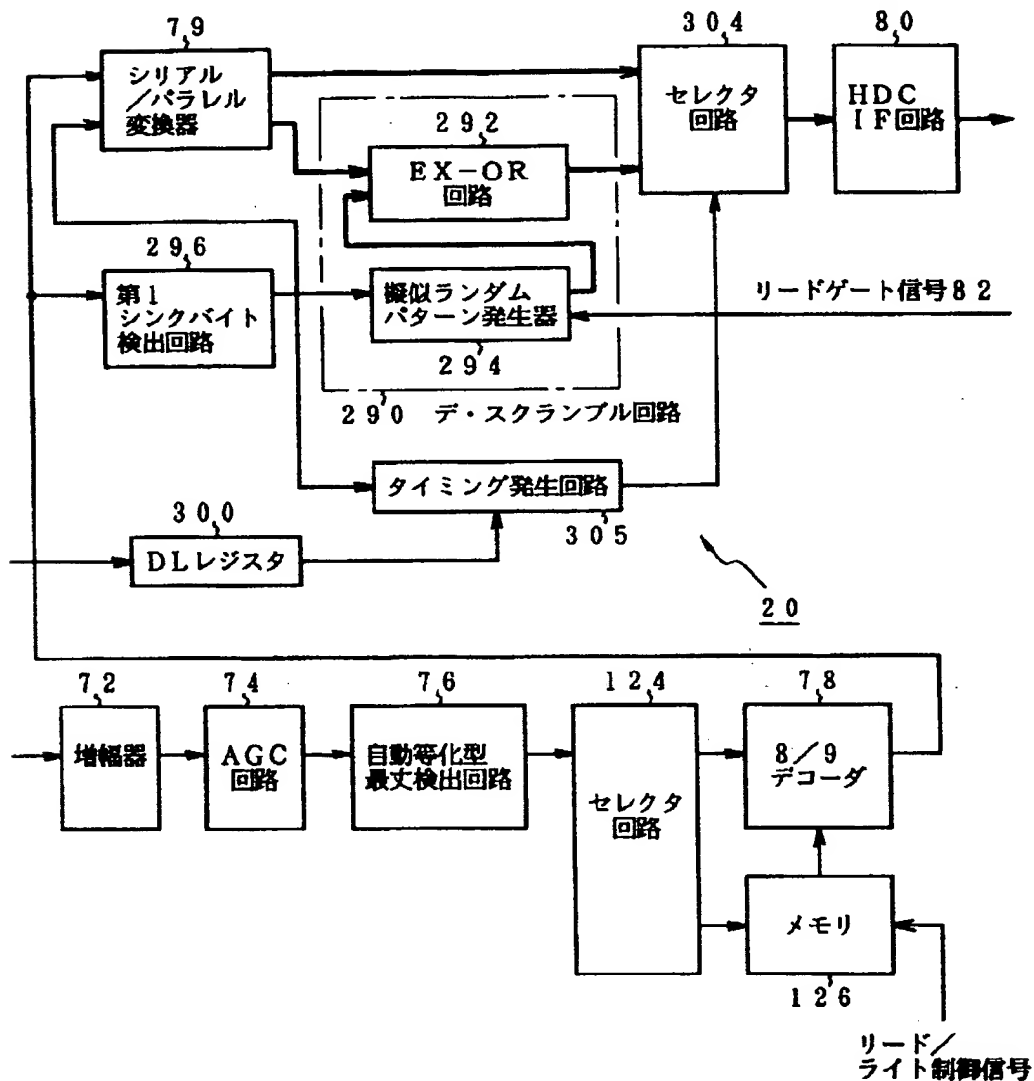 79
シリアル
/パラレル
変換器
304
セレクタ
回路
80
HDC
IF回路
292
EX-OR
回路
296
第1
シンクバイト
検出回路
擬似ランダム
パターン発生器
294
リードゲート信号82
290 デ・スクランブル回路
タイミング発生回路
305
300
DLレジスタ
20
72
増幅器
74
AGC
回路
76
自動等化型
最丈検出回路
124
セレクタ
回路
78
8/9
デコーダ
メモリ
126
リード/
ライト制御信号